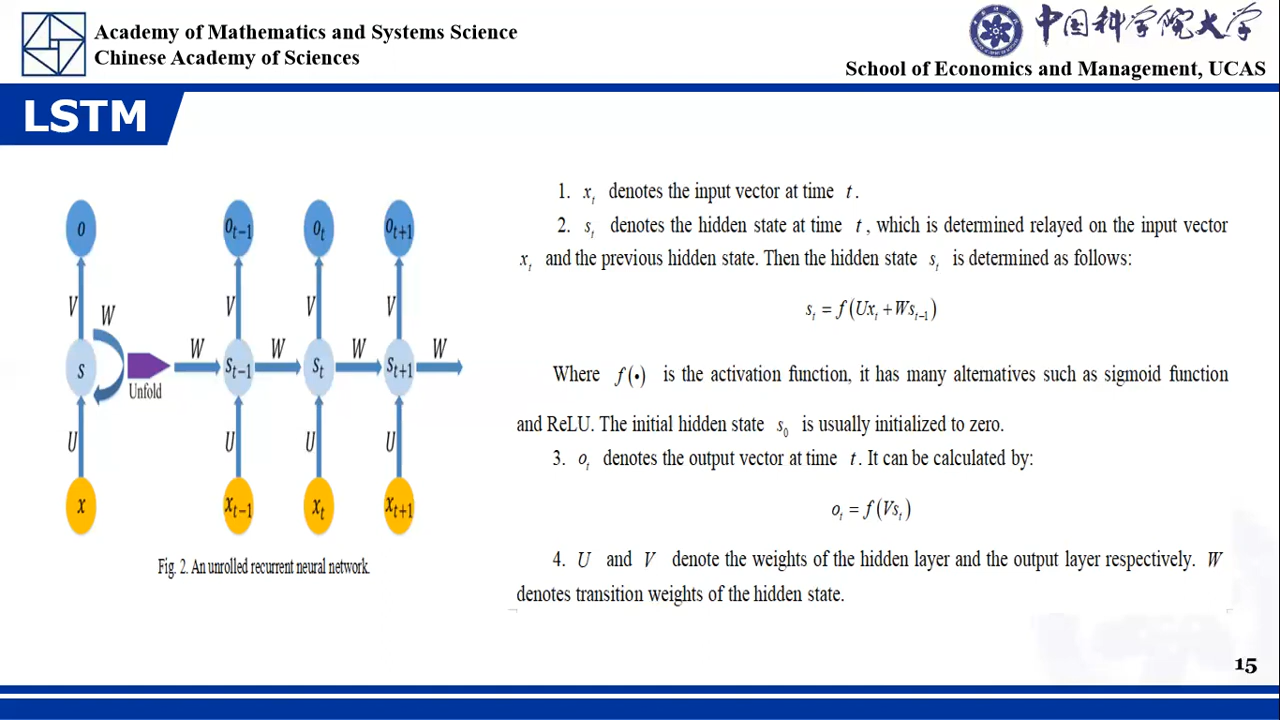 Academy of Mathematics and Systems Science
Chinese Academy of Sciences
中国科学院大学
School of Economics and Management, UCAS
LSTM
o o_{t-1} o_t o_{t+1}
V V V V
W W W W W
s Unfold s_{t-1} s_t s_{t+1}
U U U U
x x_{t-1} x_t x_{t+1}
Fig. 2. An unrolled recurrent neural network.
1. x_t denotes the input vector at time t.
2. s_t denotes the hidden state at time t, which is determined relayed on the input vector
x_t and the previous hidden state. Then the hidden state s_t is determined as follows:
s_t = f(Ux_t + Ws_{t-1})
Where f(•) is the activation function, it has many alternatives such as sigmoid function
and ReLU. The initial hidden state s_0 is usually initialized to zero.
3. o_t denotes the output vector at time t. It can be calculated by:
o_t = f(Vs_t)
4. U and V denote the weights of the hidden layer and the output layer respectively. W
denotes transition weights of the hidden state.
15